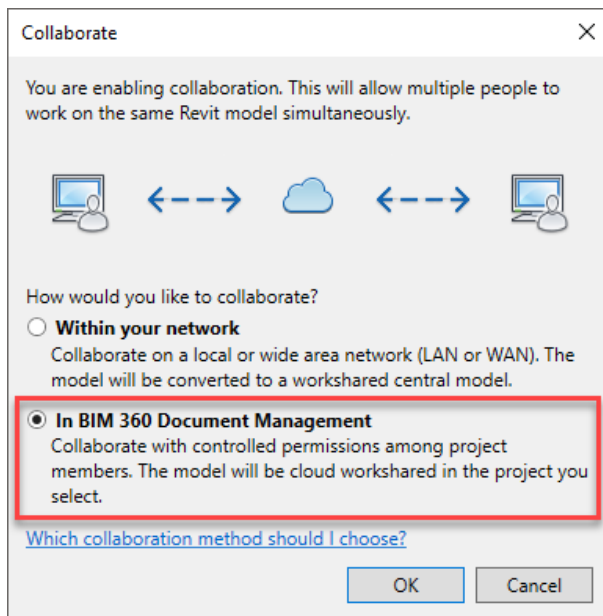 Collaborate
You are enabling collaboration. This will allow multiple people to
work on the same Revit model simultaneously.
How would you like to collaborate?
Within your network
Collaborate on a local or wide area network (LAN or WAN). The
model will be converted to a workshared central model.
In BIM 360 Document Management
Collaborate with controlled permissions among project
members. The model will be cloud workshared in the project you
select.
Which collaboration method should I choose?
OK Cancel